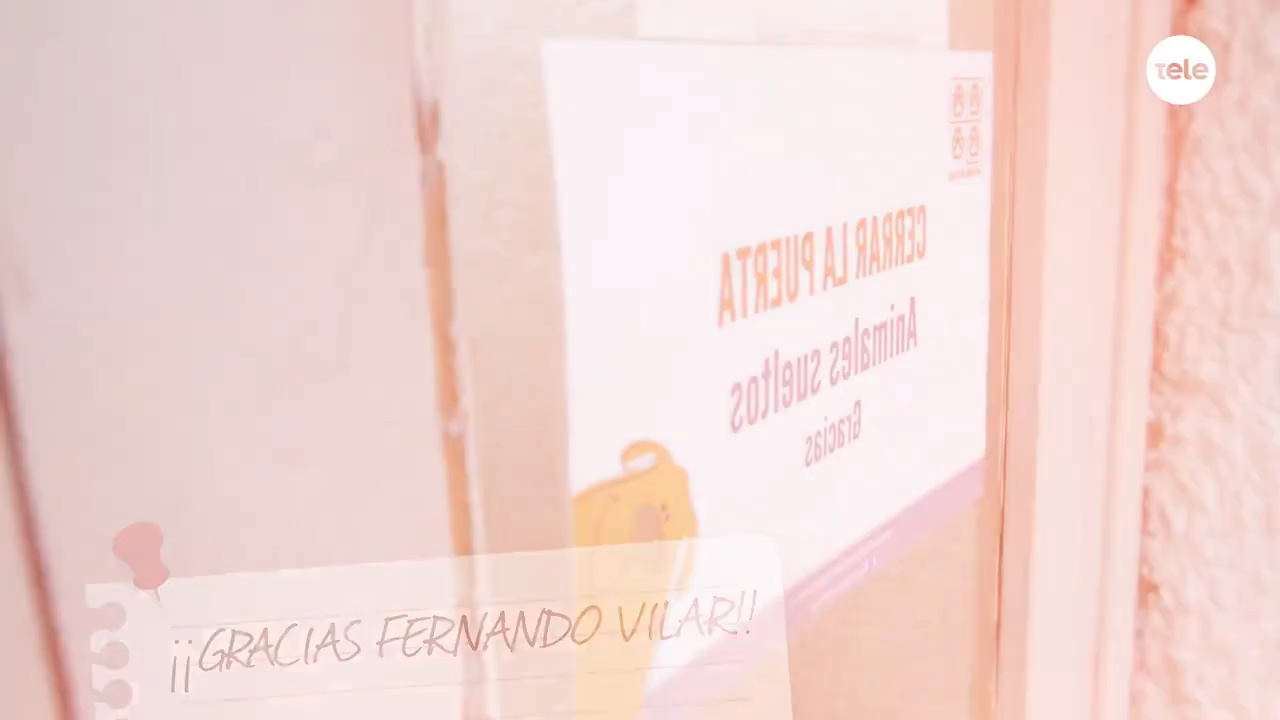 tele
CERRAR LA PUERTA
Animales sueltos
Gracias
¡¡GRACIAS FERNANDO VILAR!!